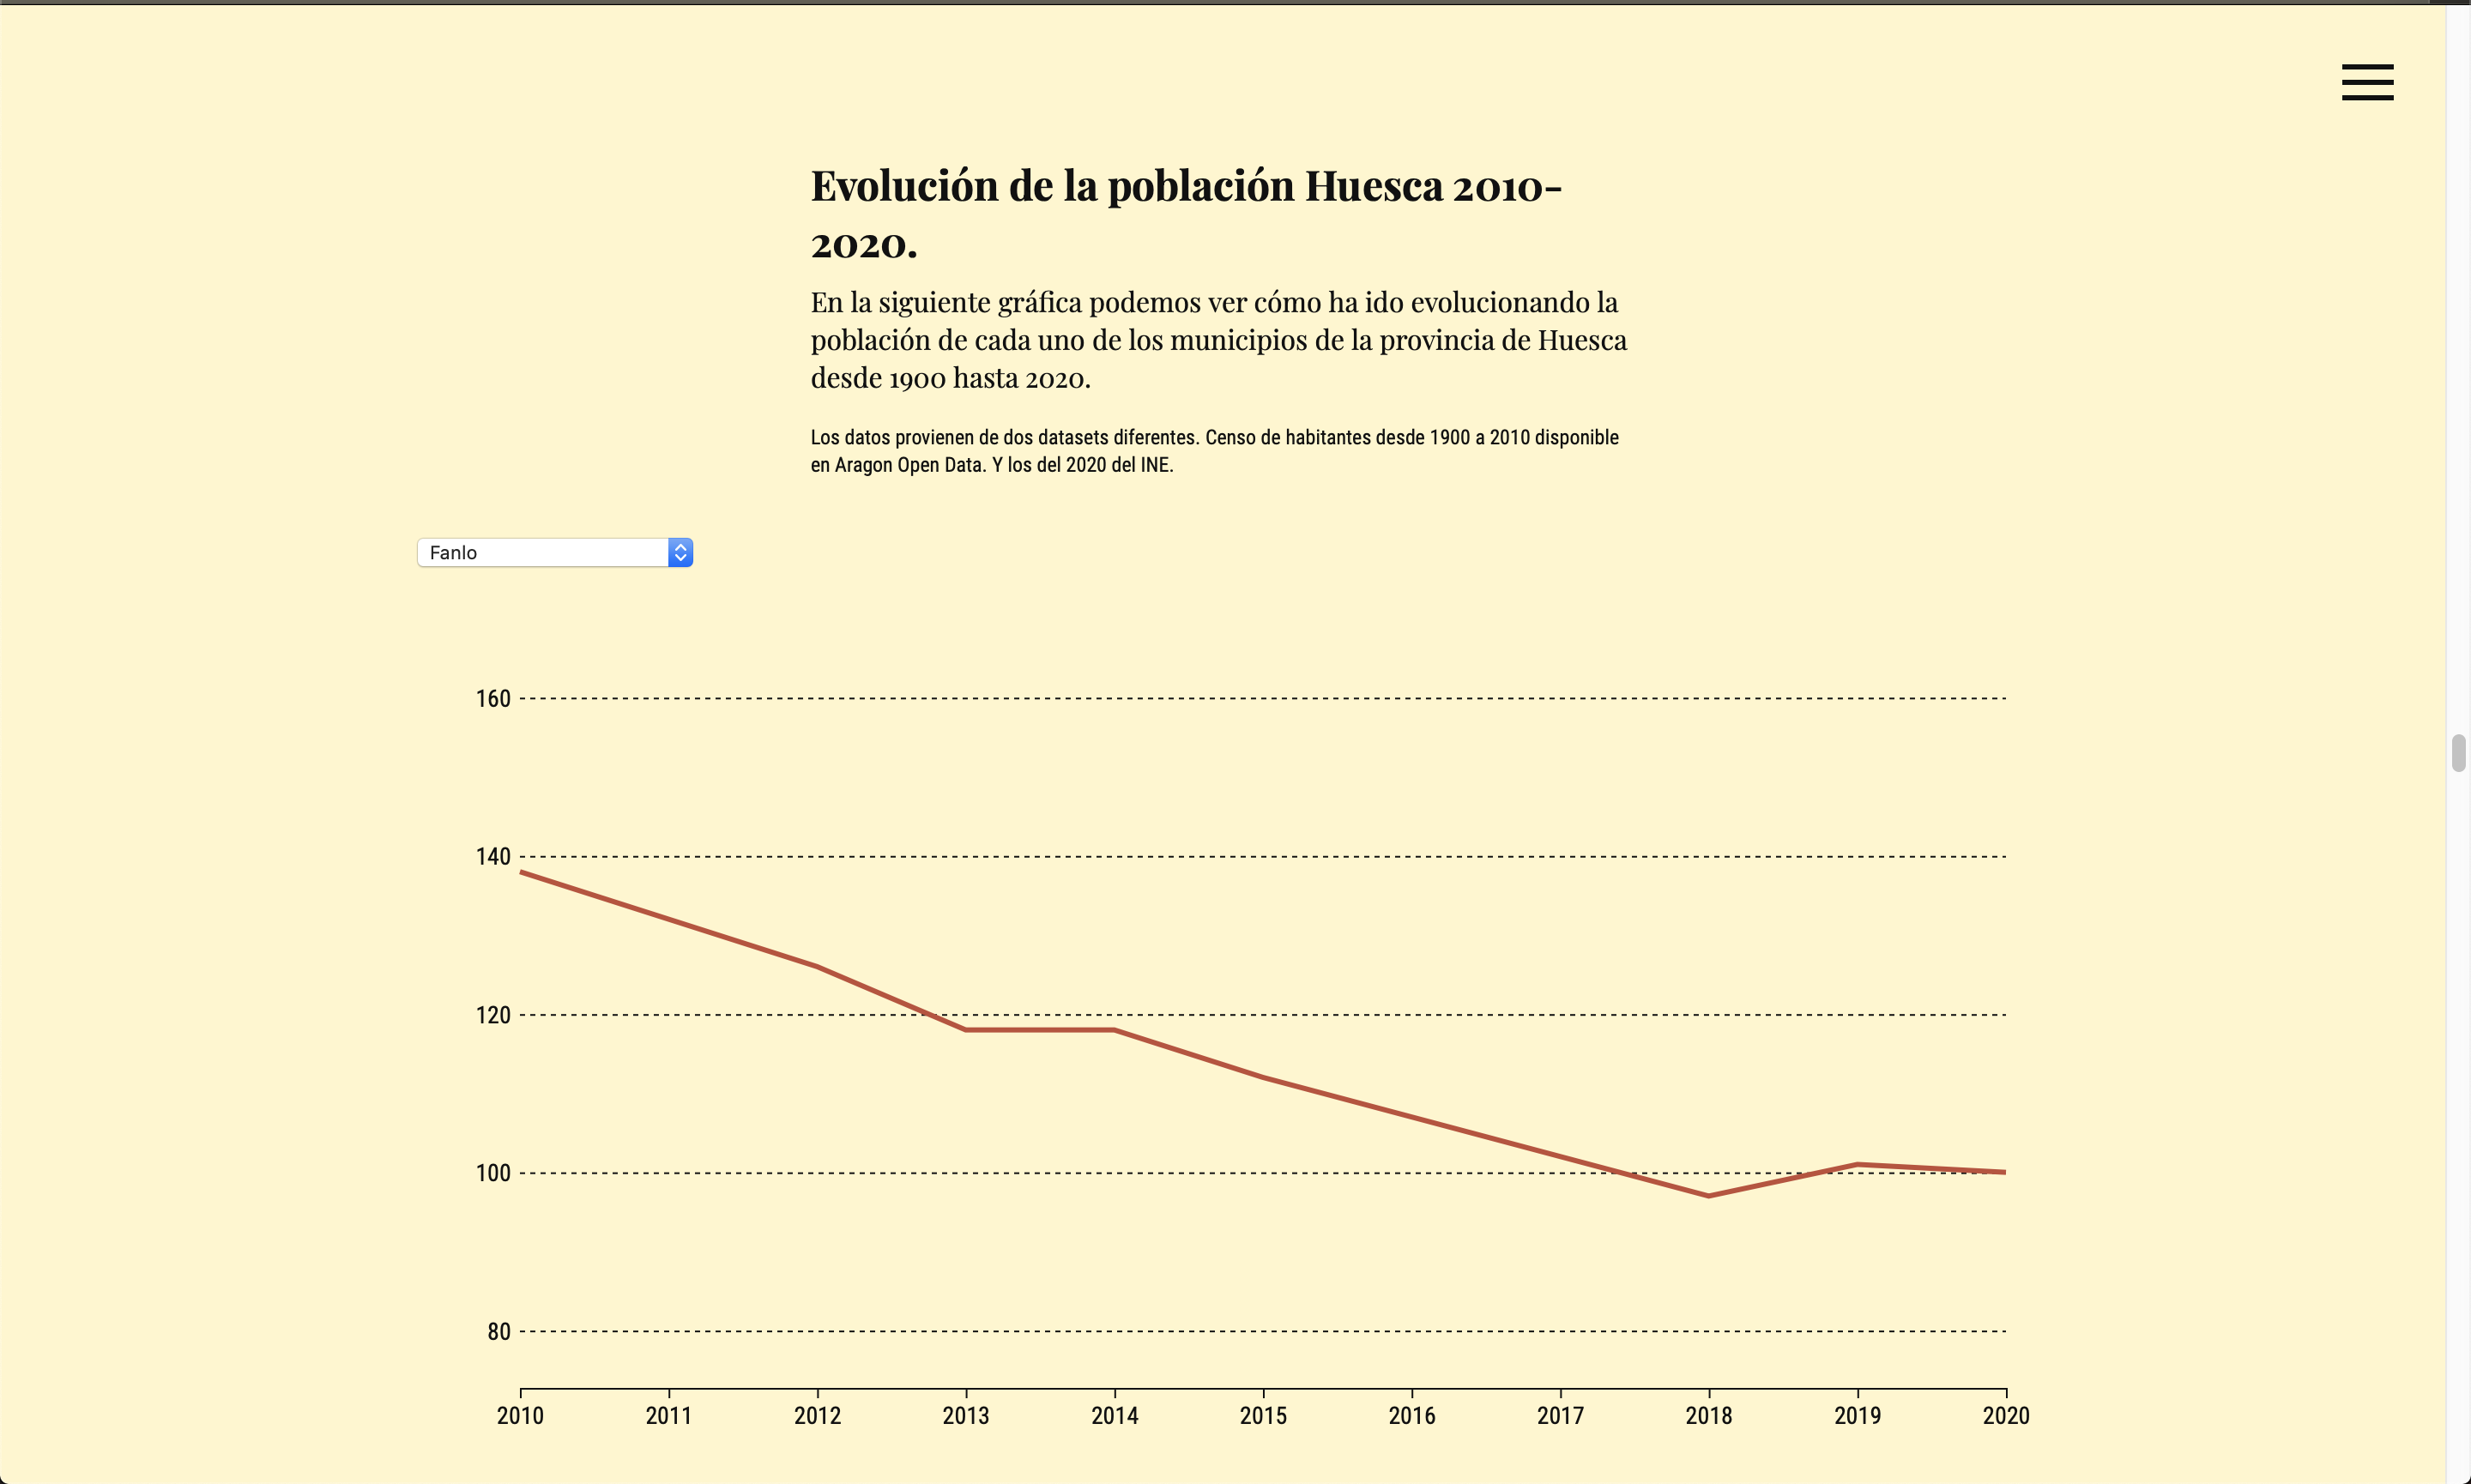 Evolución de la población Huesca 2010-
2020.
En la siguiente gráfica podemos ver cómo ha ido evolucionando la
población de cada uno de los municipios de la provincia de Huesca
desde 1900 hasta 2020.
Los datos provienen de dos datasets diferentes. Censo de habitantes desde 1900 a 2010 disponible
en Aragon Open Data. Y los del 2020 del INE.
Fanlo
160
140
120
100
80
2010 2011 2012 2013 2014 2015 2016 2017 2018 2019 2020